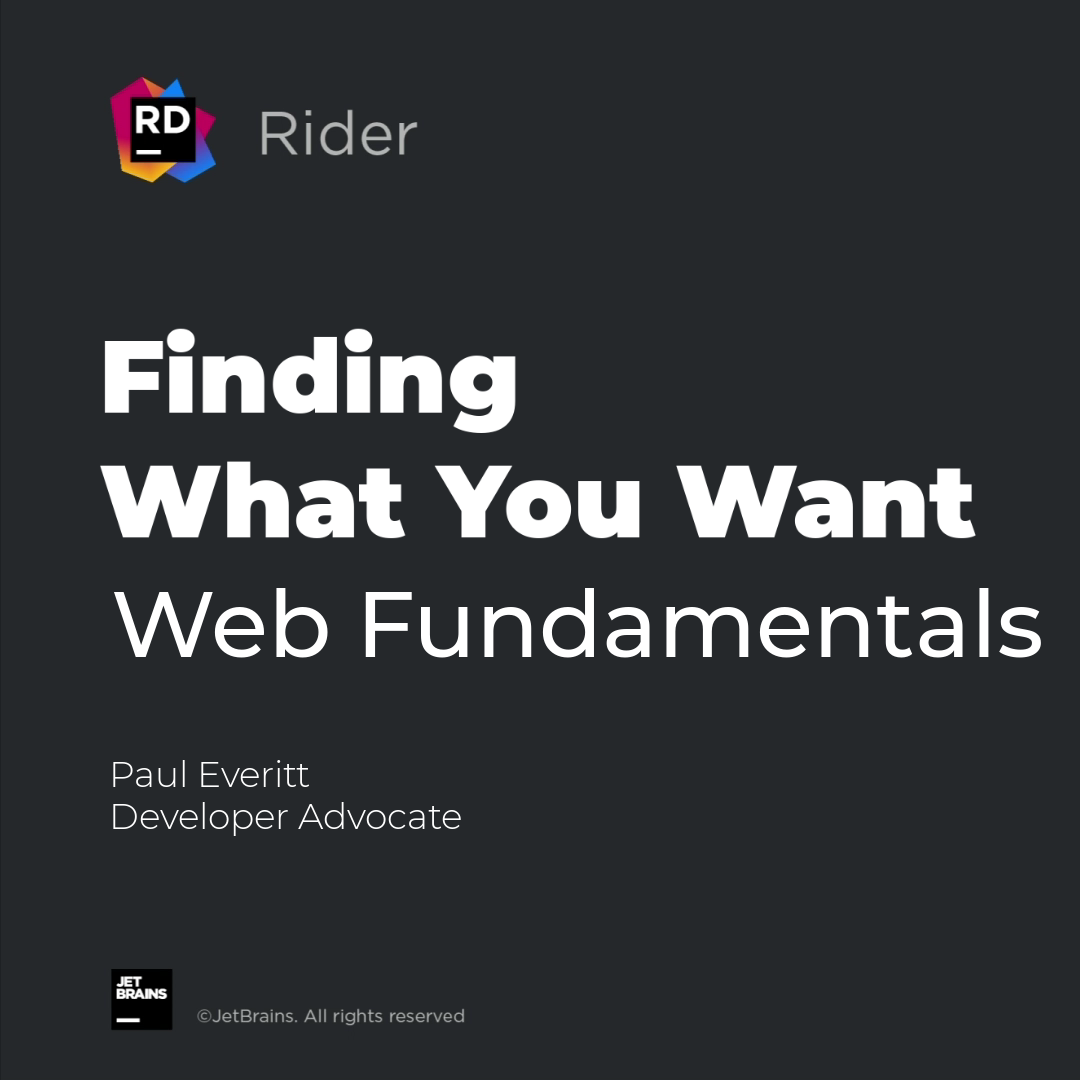 RD
Rider
Finding
What You Want
Web Fundamentals
Paul Everitt
Developer Advocate
JET
BRAINS
©JetBrains. All rights reserved